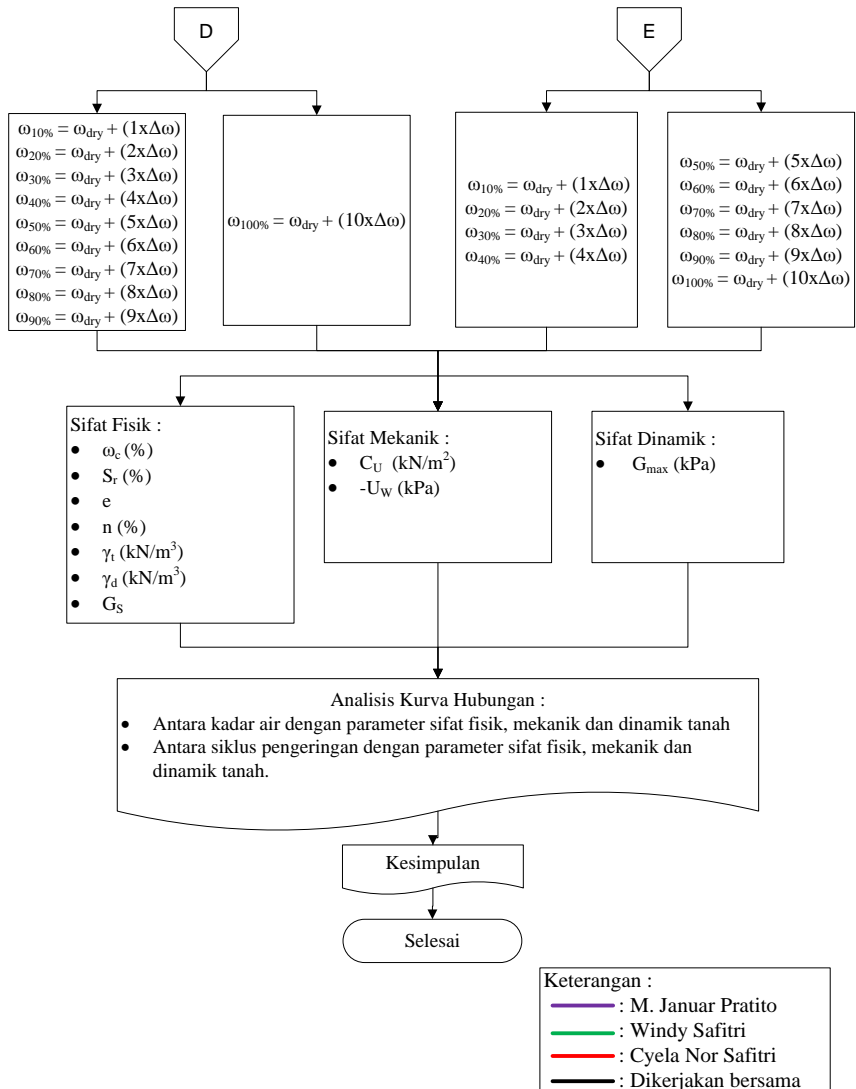 D
E
ω10% = ωdry + (1xΔω)
ω20% = ωdry + (2xΔω)
ω30% = ωdry + (3xΔω)
ω40% = ωdry + (4xΔω)
ω50% = ωdry + (5xΔω)
ω60% = ωdry + (6xΔω)
ω70% = ωdry + (7xΔω)
ω80% = ωdry + (8xΔω)
ω90% = ωdry + (9xΔω)
ω100% = ωdry + (10xΔω)
ω10% = ωdry + (1xΔω)
ω20% = ωdry + (2xΔω)
ω30% = ωdry + (3xΔω)
ω40% = ωdry + (4xΔω)
ω50% = ωdry + (5xΔω)
ω60% = ωdry + (6xΔω)
ω70% = ωdry + (7xΔω)
ω80% = ωdry + (8xΔω)
ω90% = ωdry + (9xΔω)
ω100% = ωdry + (10xΔω)
Sifat Fisik :
• ωc (%)
• Sr (%)
• e
• n (%)
• γt (kN/m³)
• γd (kN/m³)
• GS
Sifat Mekanik :
• CU (kN/m²)
• -UW (kPa)
Sifat Dinamik :
• Gmax (kPa)
Analisis Kurva Hubungan :
• Antara kadar air dengan parameter sifat fisik, mekanik dan dinamik tanah
• Antara siklus pengeringan dengan parameter sifat fisik, mekanik dan
dinamik tanah.
Kesimpulan
Selesai
Keterangan :
: M. Januar Pratito
: Windy Safitri
: Cyela Nor Safitri
: Dikerjakan bersama